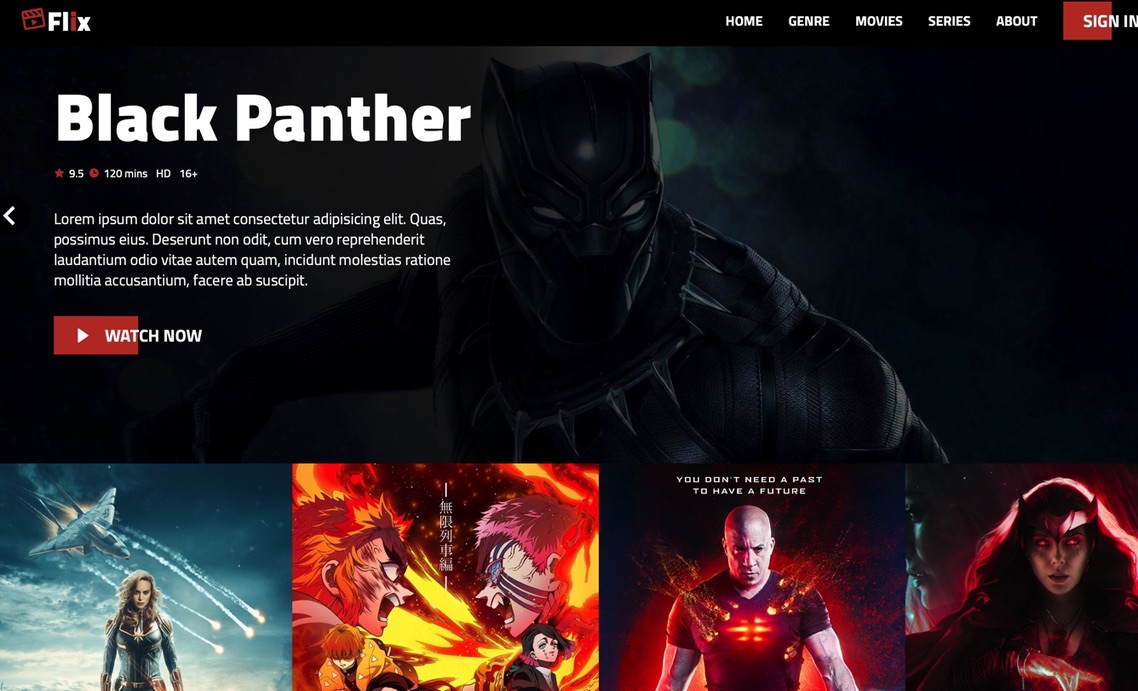 Flix
HOME GENRE MOVIES SERIES ABOUT SIGN IN
Black Panther
9.5 120 mins HD 16+
Lorem ipsum dolor sit amet consectetur adipisicing elit. Quas,
possimus eius. Deserunt non odit, cum vero reprehenderit
laudantium odio vitae autem quam, incidunt molestias ratione
mollitia accusantium, facere ab suscipit.
WATCH NOW
無限列車編
YOU DON'T NEED A PAST
TO HAVE A FUTURE